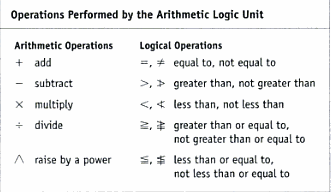 Operations Performed by the Arithmetic Logic Unit
Arithmetic Operations Logical Operations
+ add =, ≠ equal to, not equal to
− subtract >, ≯ greater than, not greater than
× multiply <, ≮ less than, not less than
÷ divide ≧, ≧̸ greater than or equal to,
not greater than or equal to
∧ raise by a power ≦, ≦̸ less than or equal to,
not less than or equal to